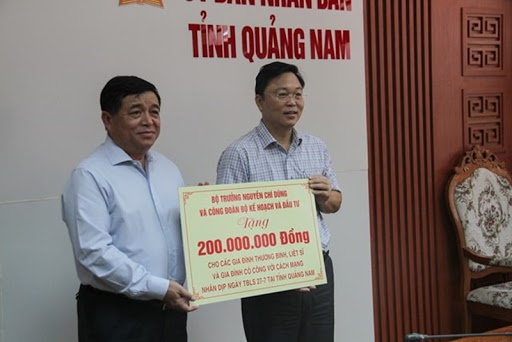 ỦY BAN NHÂN DÂN
TỈNH QUẢNG NAM
BỘ TRƯỞNG NGUYỄN CHÍ DŨNG
VÀ CÔNG ĐOÀN BỘ KẾ HOẠCH VÀ ĐẦU TƯ
Tặng
200.000.000 Đồng
CHO CÁC GIA ĐÌNH THƯƠNG BINH, LIỆT SĨ
VÀ GIA ĐÌNH CÓ CÔNG VỚI CÁCH MẠNG
NHÂN DỊP NGÀY TBLS 27-7 TẠI TỈNH QUẢNG NAM